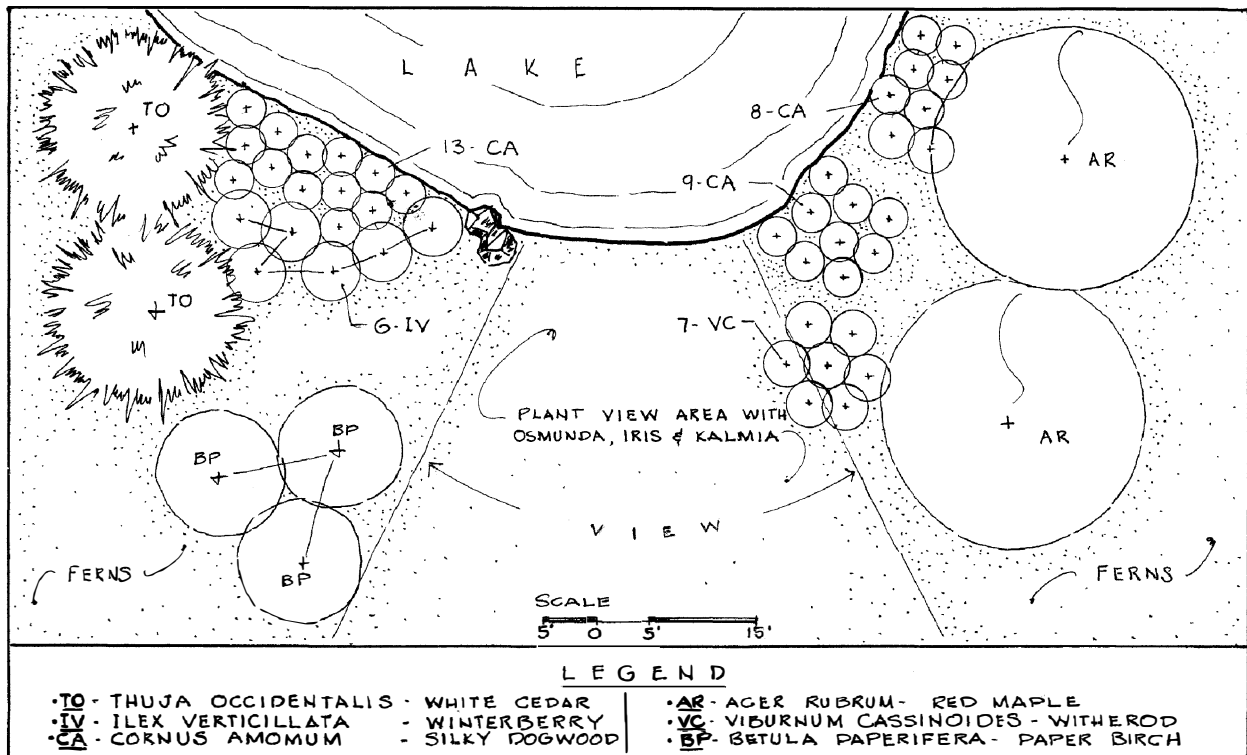 LAKE
TO
13-CA
8-CA
9-CA
AR
TO
6-IV
7-VC
PLANT VIEW AREA WITH
OSMUNDA, IRIS & KALMIA
AR
BP
BP
BP
VIEW
FERNS
FERNS
SCALE
5' 0 5' 15'
LEGEND
•TO - THUJA OCCIDENTALIS - WHITE CEDAR
•IV - ILEX VERTICILLATA - WINTERBERRY
•CA - CORNUS AMOMUM - SILKY DOGWOOD
•AR - ACER RUBRUM - RED MAPLE
•VC - VIBURNUM CASSINOIDES - WITHEROD
•BP - BETULA PAPERIFERA - PAPER BIRCH